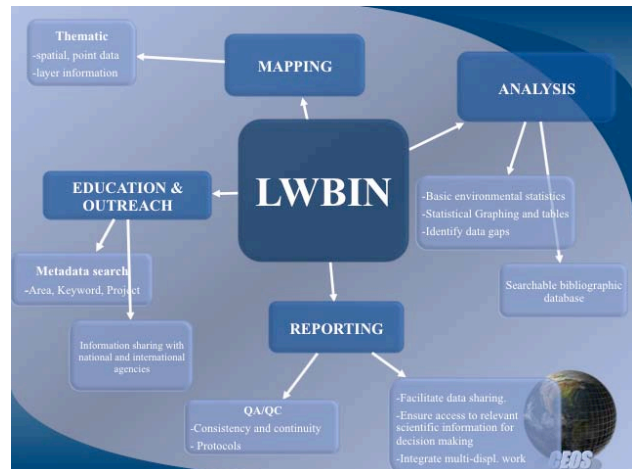 Thematic
-spatial, point data
-layer information
MAPPING
ANALYSIS
LWBIN
EDUCATION &
OUTREACH
-Basic environmental statistics
-Statistical Graphing and tables
-Identify data gaps
Metadata search
-Area, Keyword, Project
Searchable bibliographic
database
Information sharing with
national and international
agencies
REPORTING
QA/QC
-Consistency and continuity
- Protocols
-Facilitate data sharing.
-Ensure access to relevant
scientific information for
decision making
-Integrate multi-displ. work
CEOS